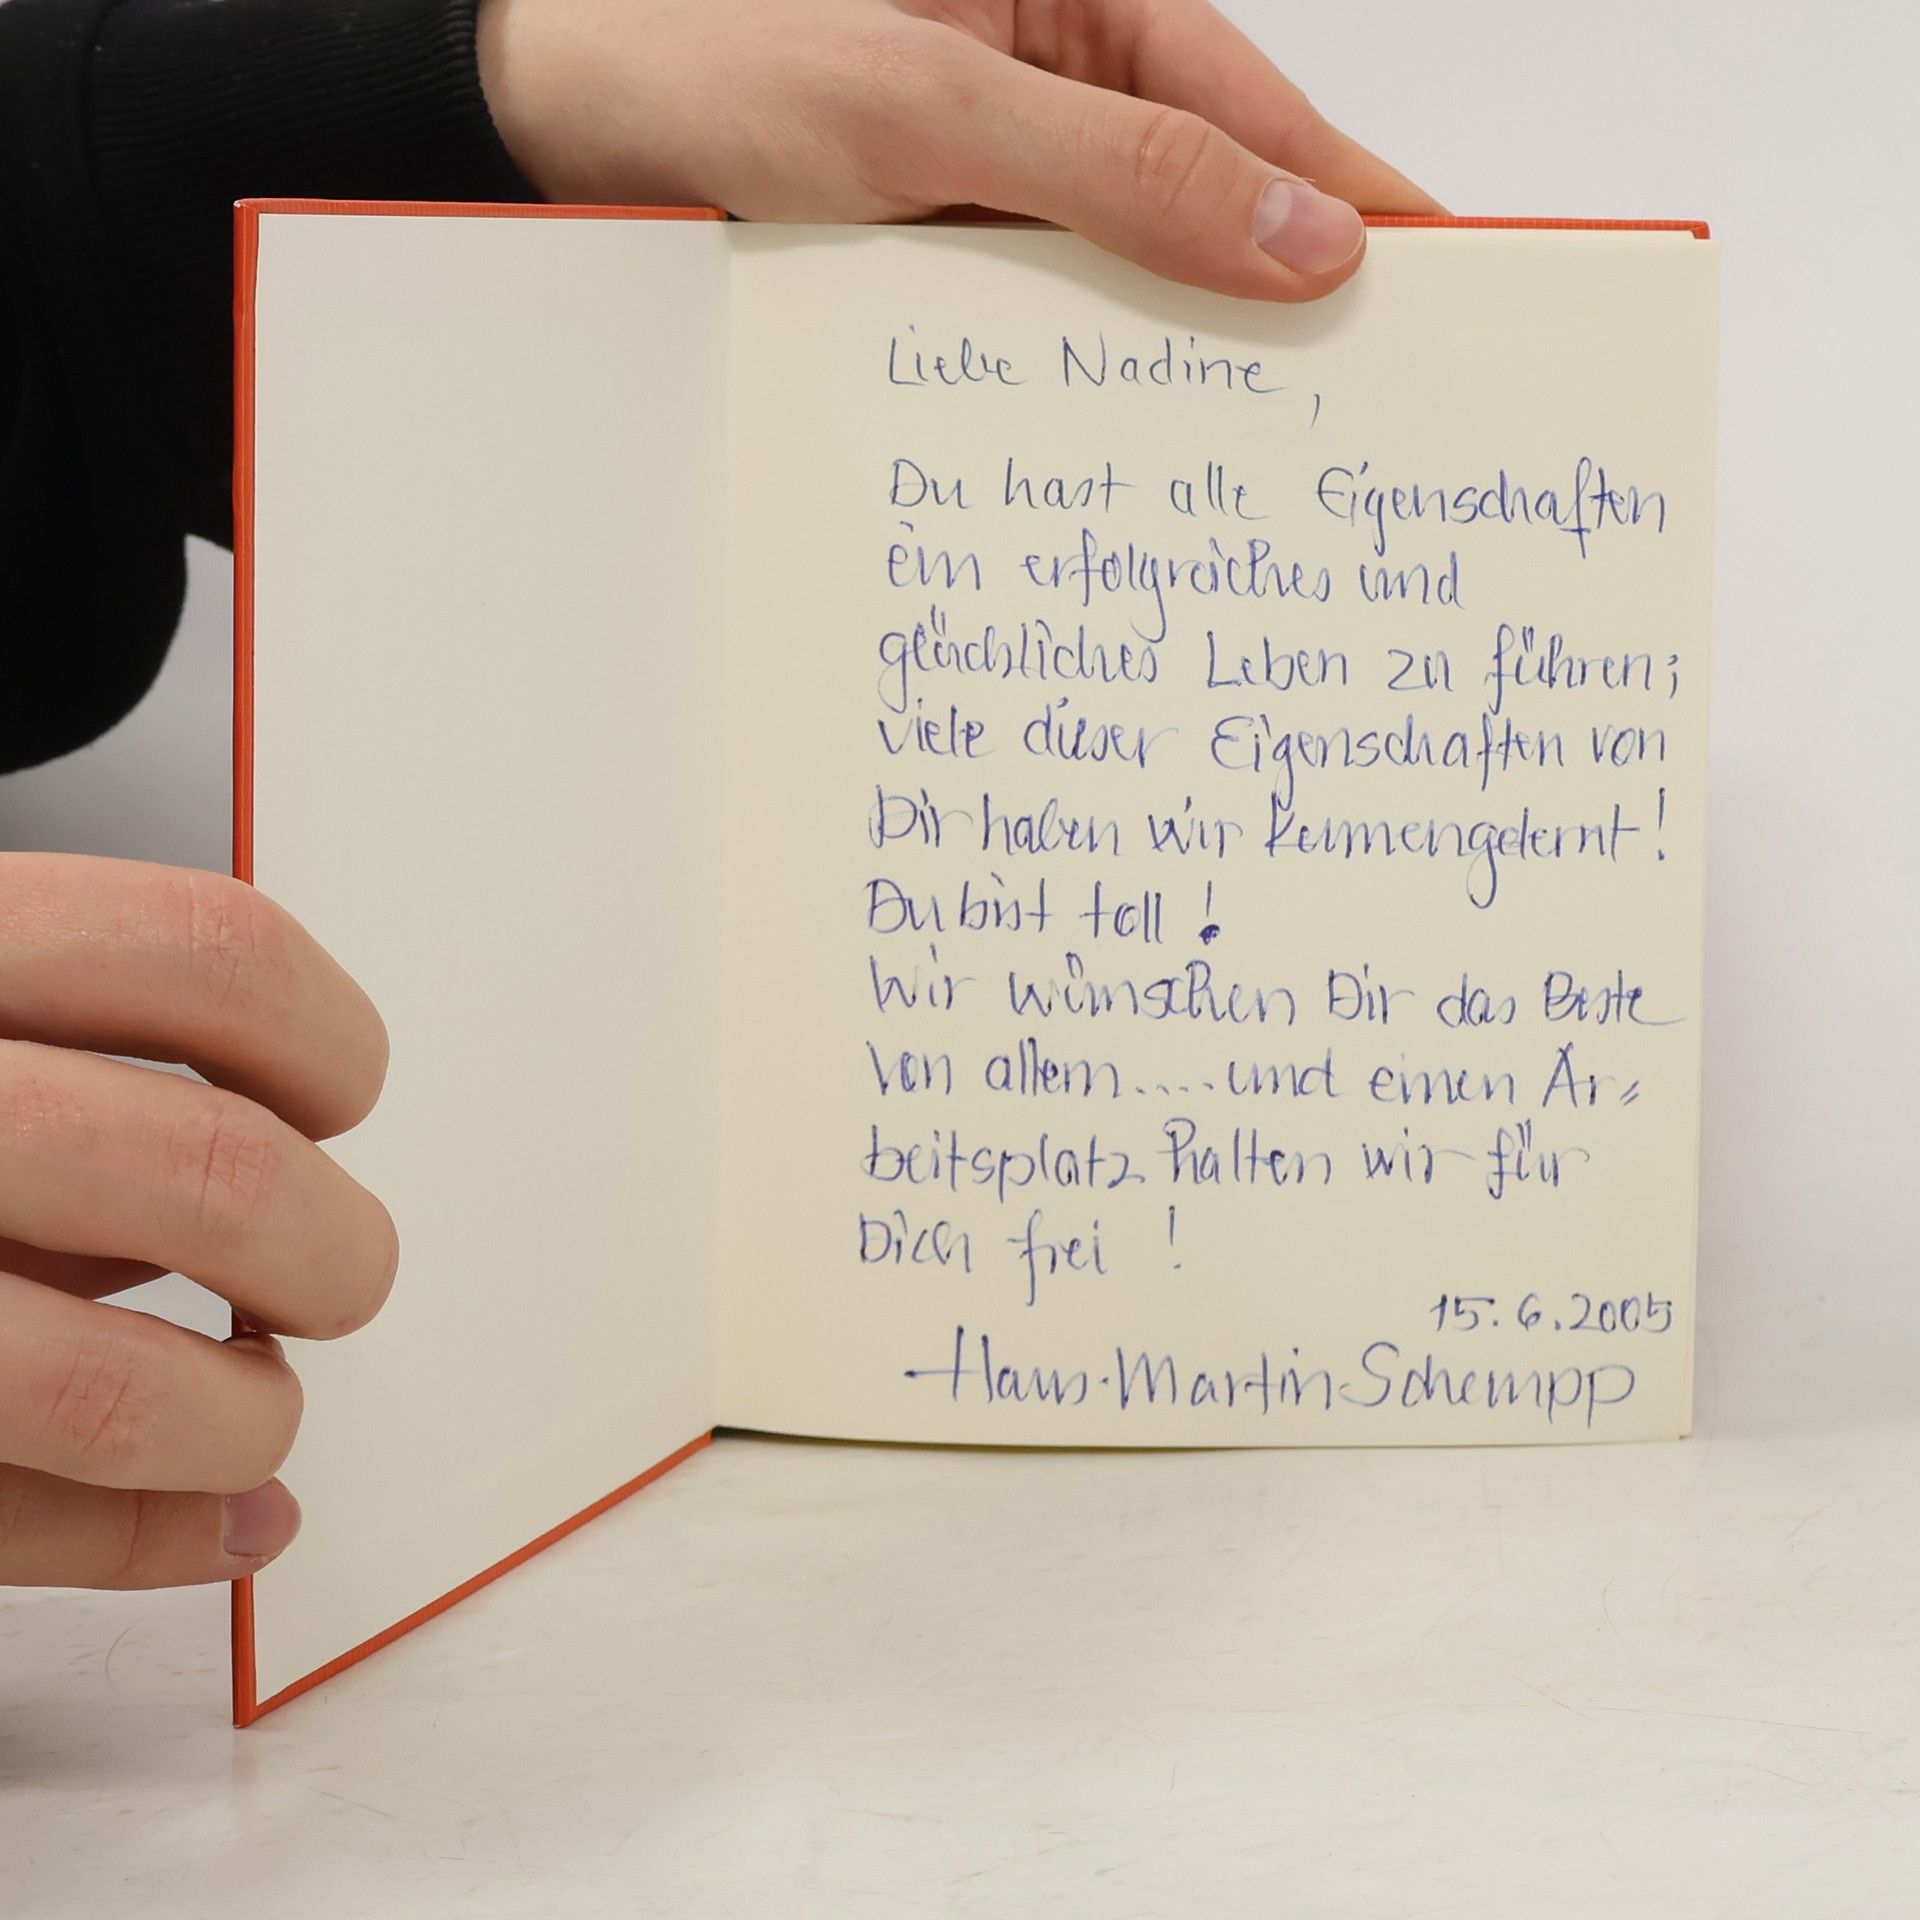 Liebe Nadine,
Du hast alle Eigenschaften
ein erfolgreiches und
glückliches Leben zu führen;
viele dieser Eigenschaften von
Dir haben wir kennengelernt!
Du bist toll!
Wir wünschen Dir das Beste
von allem.... und einen Ar=
beitsplatz halten wir für
Dich frei!
15.6.2005
Hans-Martin Schempp